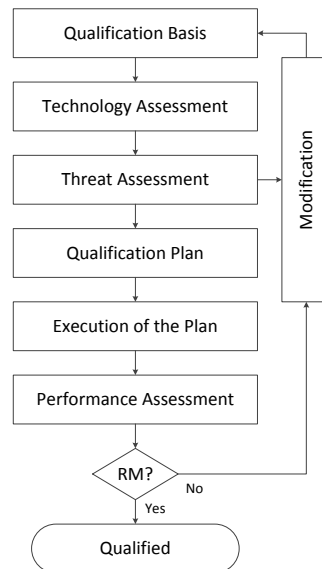 Qualification Basis
Technology Assessment
Threat Assessment
Modification
Qualification Plan
Execution of the Plan
Performance Assessment
RM?
No
Yes
Qualified